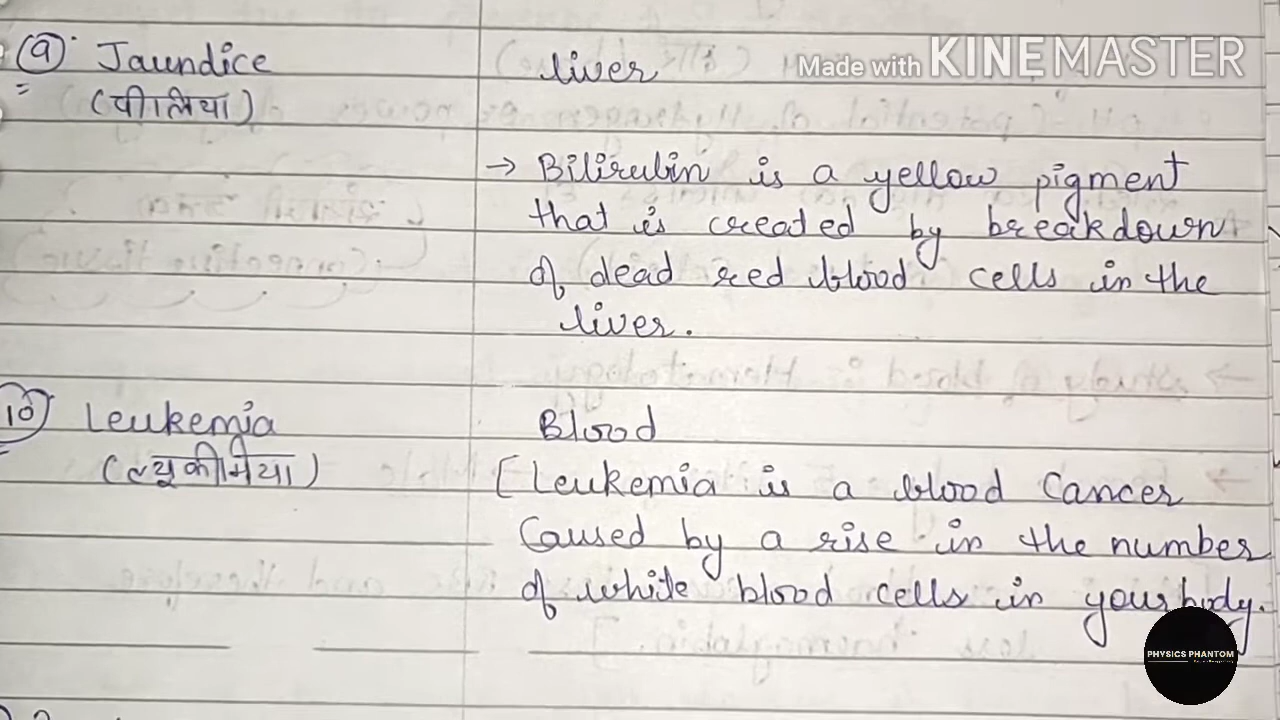 9 Jaundice liver
(पीलिया)
→ Bilirubin is a yellow pigment
that is created by breakdown
of dead red blood cells in the
liver.
10 Leukemia Blood
(ल्यूकीमिया)
[Leukemia is a blood Cancer
Caused by a rise in the number
of white blood cells in your body.
Made with KINEMASTER
PHYSICS PHANTOM